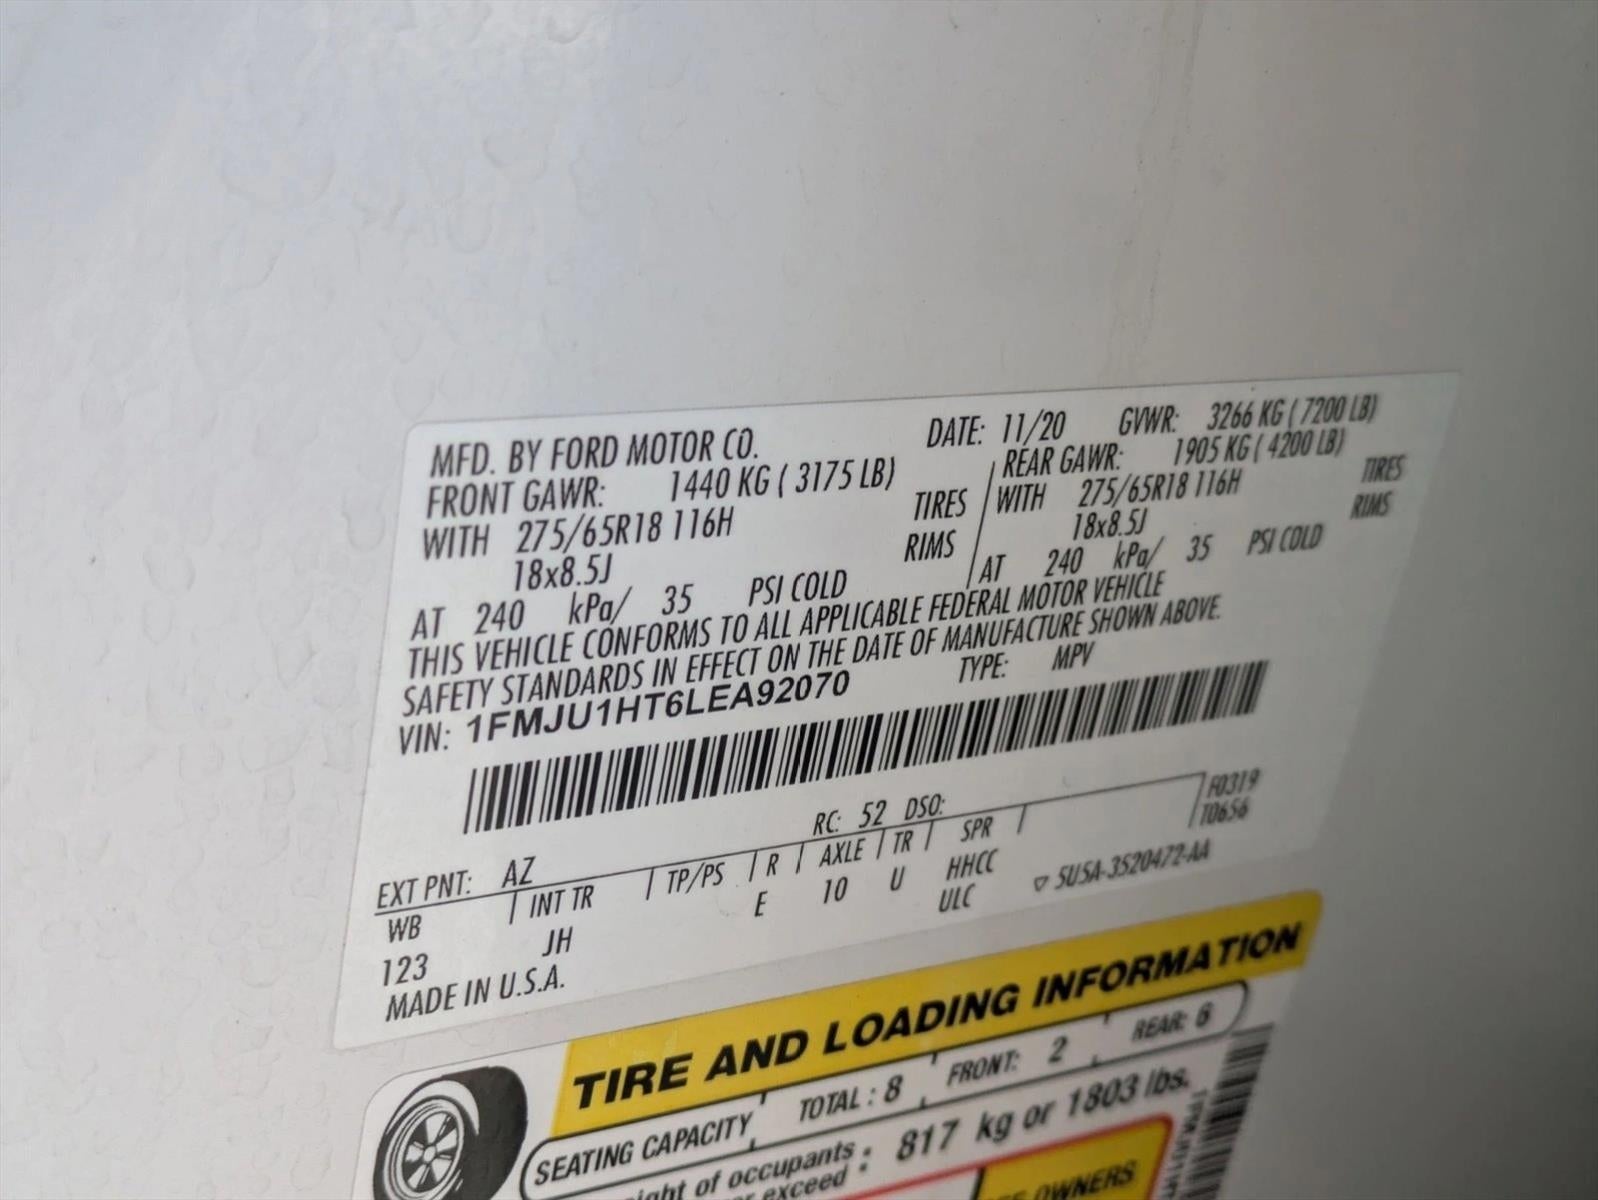 MFD. BY FORD MOTOR CO.
DATE: 11/20 GVWR: 3266 KG ( 7200 LB)
FRONT GAWR: 1440 KG ( 3175 LB)
REAR GAWR: 1905 KG ( 4200 LB)
WITH 275/65R18 116H TIRES
18x8.5J RIMS
AT 240 kPa/ 35 PSI COLD
WITH 275/65R18 116H TIRES
18x8.5J RIMS
AT 240 kPa/ 35 PSI COLD
THIS VEHICLE CONFORMS TO ALL APPLICABLE FEDERAL MOTOR VEHICLE
SAFETY STANDARDS IN EFFECT ON THE DATE OF MANUFACTURE SHOWN ABOVE.
VIN: 1FMJU1HT6LEA92070 TYPE: MPV
EXT PNT: AZ RC: 52 DSO:
WB INT TR TP/PS R AXLE TR SPR F0319
T0656
123 JH E 10 U HHCC
ULC
MADE IN U.S.A. 5U5A-3520472-AA
TIRE AND LOADING INFORMATION
SEATING CAPACITY TOTAL : 8 FRONT: 2 REAR: 6
of occupants : 817 kg or 1803 lbs.
exceed
OWNERS